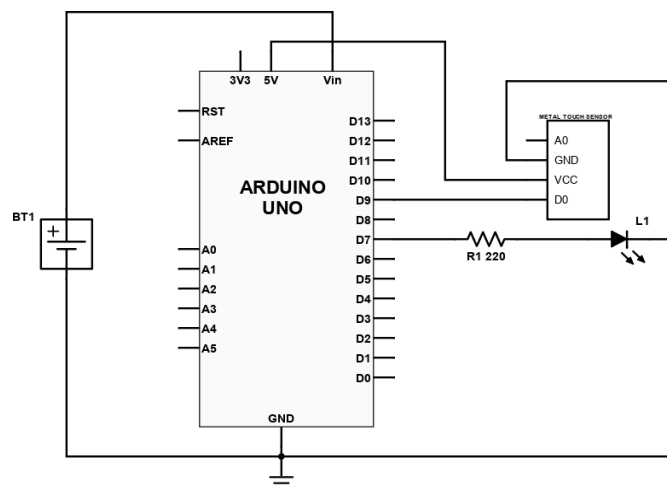 3V3 5V Vin
RST
AREF
ARDUINO
UNO
A0
A1
A2
A3
A4
A5
D13
D12
D11
D10
D9
D8
D7
D6
D5
D4
D3
D2
D1
D0
GND
BT1
+
METAL TOUCH SENSOR
A0
GND
VCC
D0
L1
R1 220